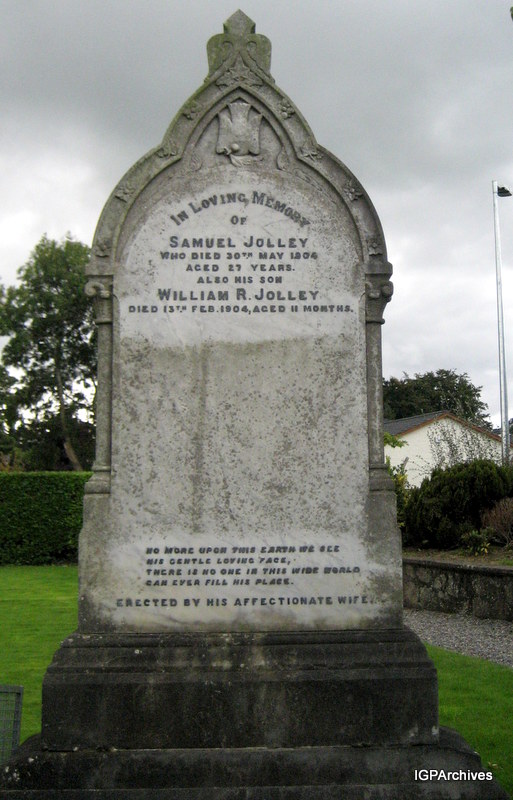 IN LOVING MEMORY
OF
SAMUEL JOLLEY
WHO DIED 30TH MAY 1904
AGED 27 YEARS.
ALSO HIS SON
WILLIAM R. JOLLEY
DIED 13TH FEB. 1904, AGED 11 MONTHS.
NO MORE UPON THIS EARTH WE SEE
HIS GENTLE LOVING FACE,
THERE IS NO ONE IN THIS WIDE WORLD
CAN EVER FILL HIS PLACE.
ERECTED BY HIS AFFECTIONATE WIFE.
IGPArchives